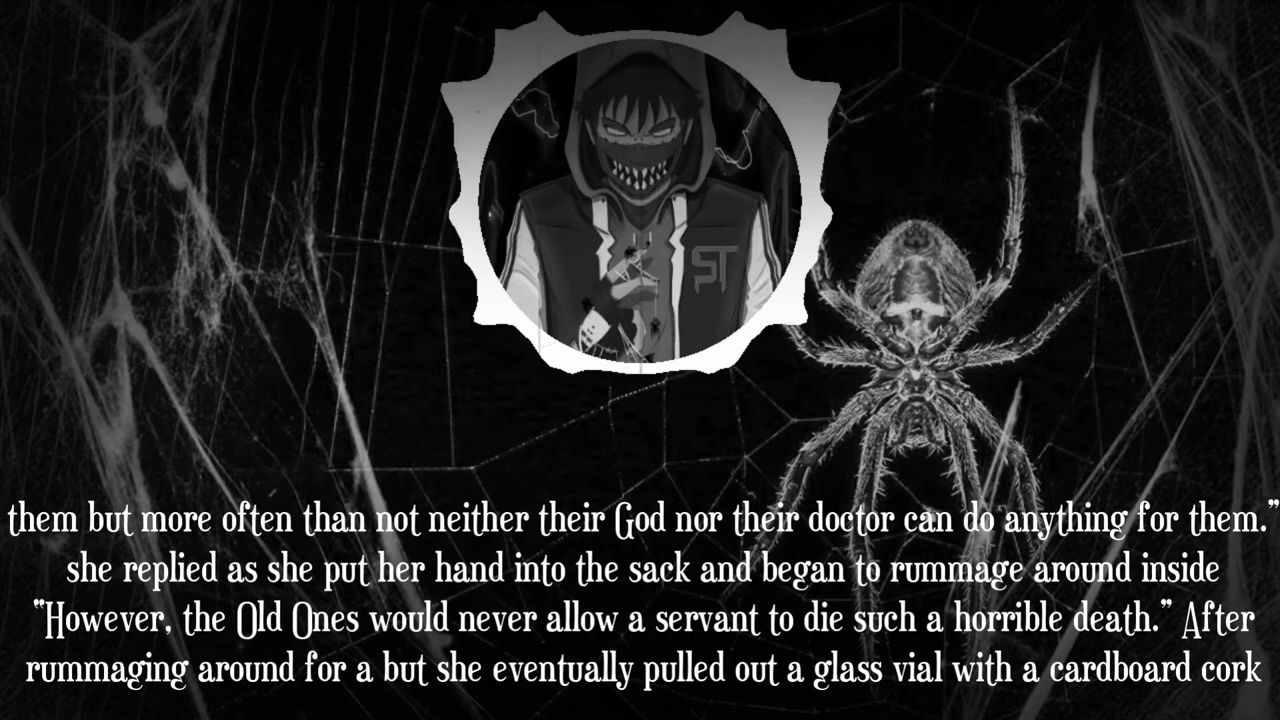 ST
them but more often than not neither their God nor their doctor can do anything for them.”
she replied as she put her hand into the sack and began to rummage around inside
“However, the Old Ones would never allow a servant to die such a horrible death.” After
rummaging around for a but she eventually pulled out a glass vial with a cardboard cork